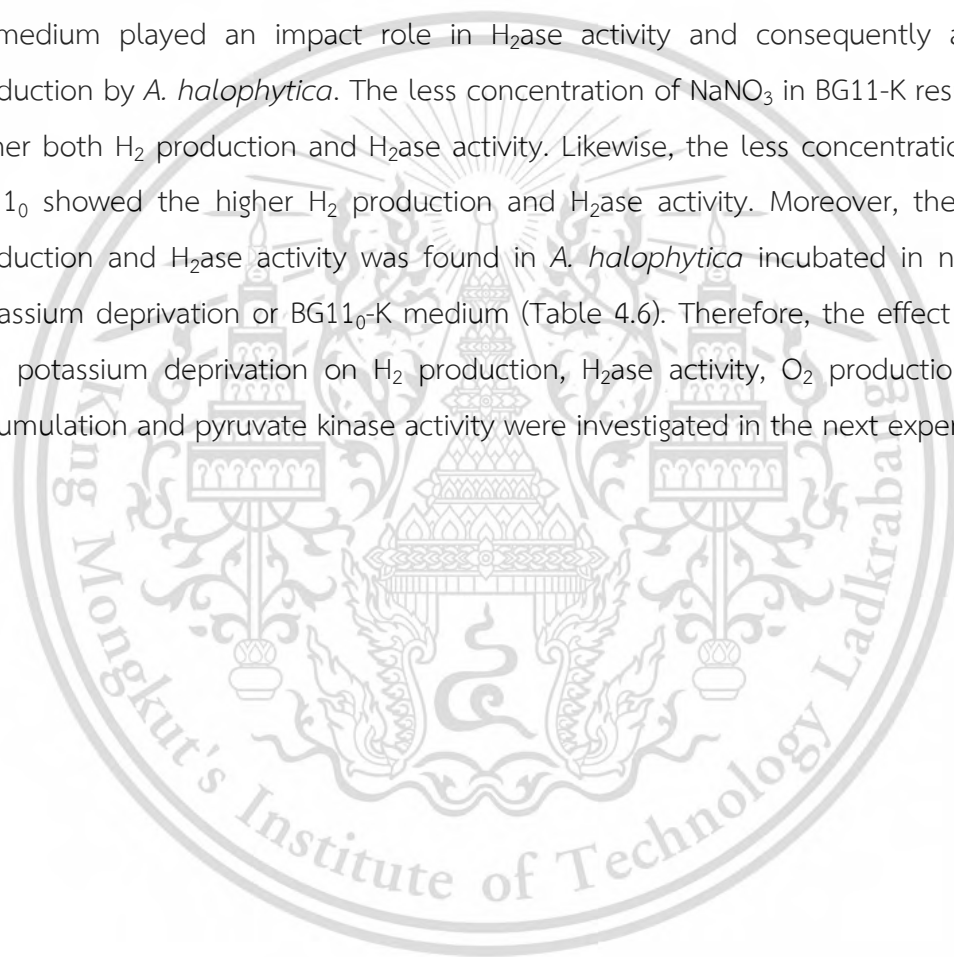 medium played an impact role in H₂ase activity and consequently a
duction by A. halophytica. The less concentration of NaNO₃ in BG11-K res
her both H₂ production and H₂ase activity. Likewise, the less concentratio
1₀ showed the higher H₂ production and H₂ase activity. Moreover, the
duction and H₂ase activity was found in A. halophytica incubated in n
assium deprivation or BG11₀-K medium (Table 4.6). Therefore, the effect
potassium deprivation on H₂ production, H₂ase activity, O₂ productio
umulation and pyruvate kinase activity were investigated in the next exper
King Mongkut's Institute of Technology Ladkrabang